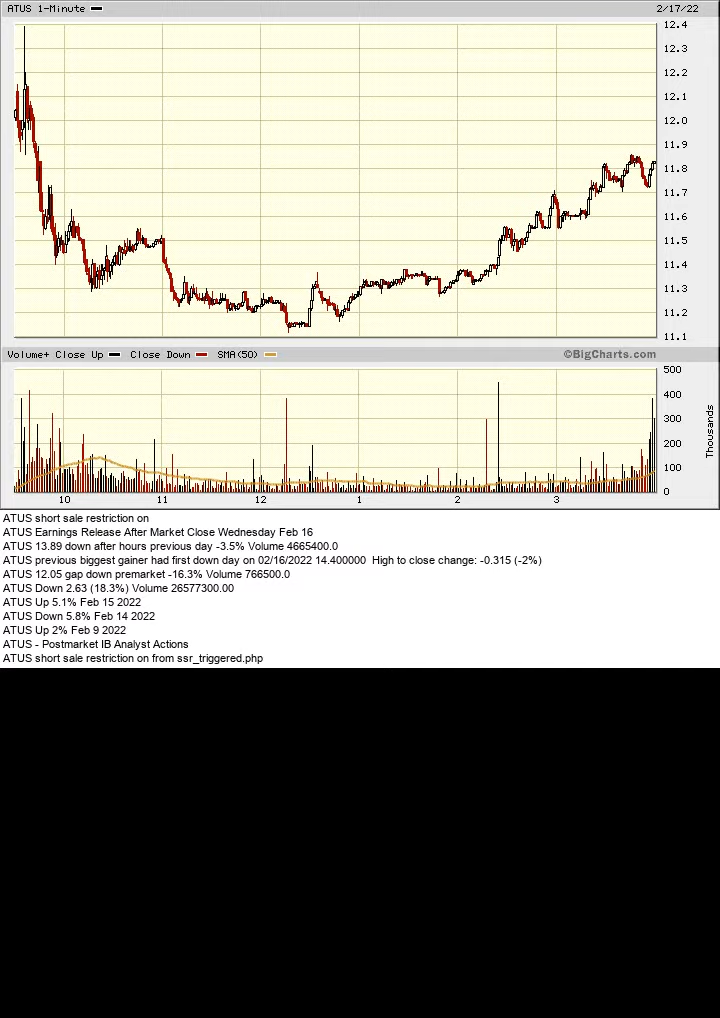 ATUS 1-Minute 2/17/22
12.4
12.3
12.2
12.1
12.0
11.9
11.8
11.7
11.6
11.5
11.4
11.3
11.2
11.1
Volume+ Close Up Close Down SMA(50) ©BigCharts.com
500
400
300
200
100
0
Thousands
10 11 12 1 2 3
ATUS short sale restriction on
ATUS Earnings Release After Market Close Wednesday Feb 16
ATUS 13.89 down after hours previous day -3.5% Volume 4665400.0
ATUS previous biggest gainer had first down day on 02/16/2022 14.400000 High to close change: -0.315 (-2%)
ATUS 12.05 gap down premarket -16.3% Volume 766500.0
ATUS Down 2.63 (18.3%) Volume 26577300.00
ATUS Up 5.1% Feb 15 2022
ATUS Down 5.8% Feb 14 2022
ATUS Up 2% Feb 9 2022
ATUS - Postmarket IB Analyst Actions
ATUS short sale restriction on from ssr_triggered.php